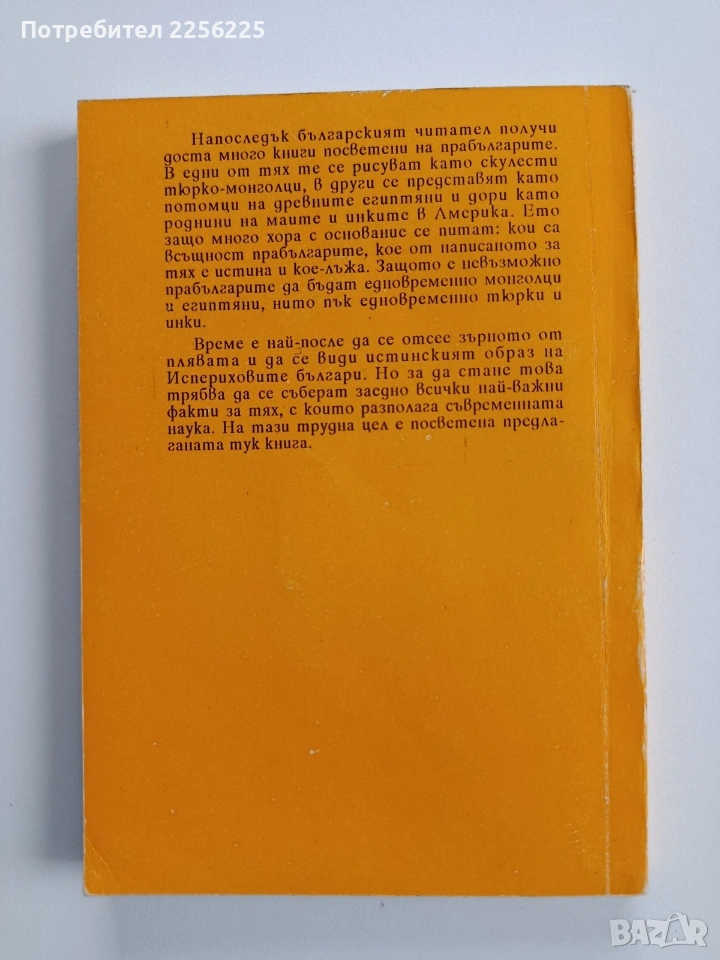 Потребител 2256225
Напоследък българският читател получи
доста много книги посветени на прабългарите.
В едни от тях те се рисуват като скулести
тюрко-монголци, в други се представят като
потомци на древните египтяни и дори като
роднини на маите и инките в Америка. Ето
защо много хора с основание се питат: кои са
всъщност прабългарите, кое от написаното за
тях е истина и кое-лъжа. Защото е невъзможно
прабългарите да бъдат едновременно монголци
и египтяни, нито пък едновременно тюрки и
инки.
Време е най-после да се отсее зърното от
плявата и да се види истинският образ на
Испериховите българи. Но за да стане това
трябва да се съберат заедно всички най-важни
факти за тях, с които разполага съвременната
наука. На тази трудна цел е посветена предла-
ганата тук книга.
BAZAR